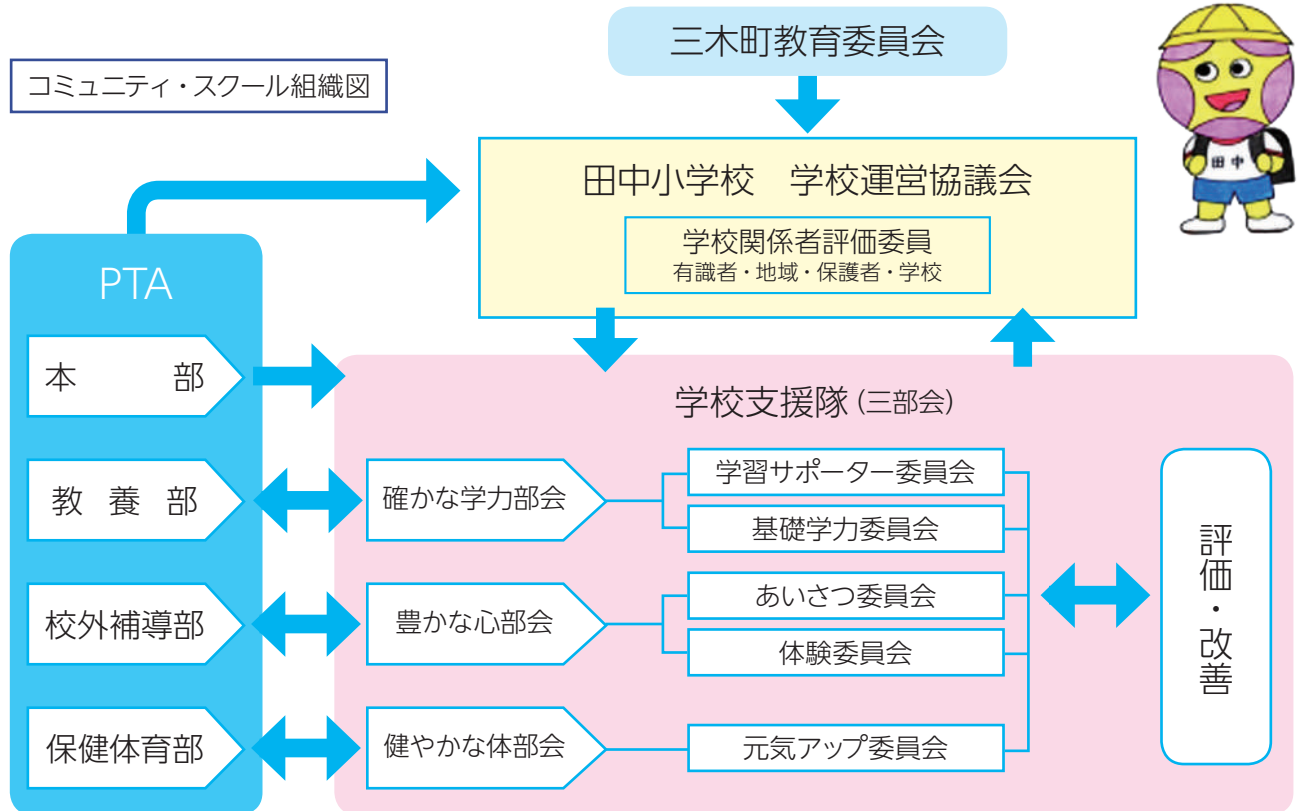 三木町教育委員会
コミュニティ・スクール組織図
田中
田中小学校　学校運営協議会
学校関係者評価委員
有識者・地域・保護者・学校
PTA
本　部
教養部
校外補導部
保健体育部
学校支援隊(三部会)
確かな学力部会
豊かな心部会
健やかな体部会
学習サポーター委員会
基礎学力委員会
あいさつ委員会
体験委員会
元気アップ委員会
評価・改善